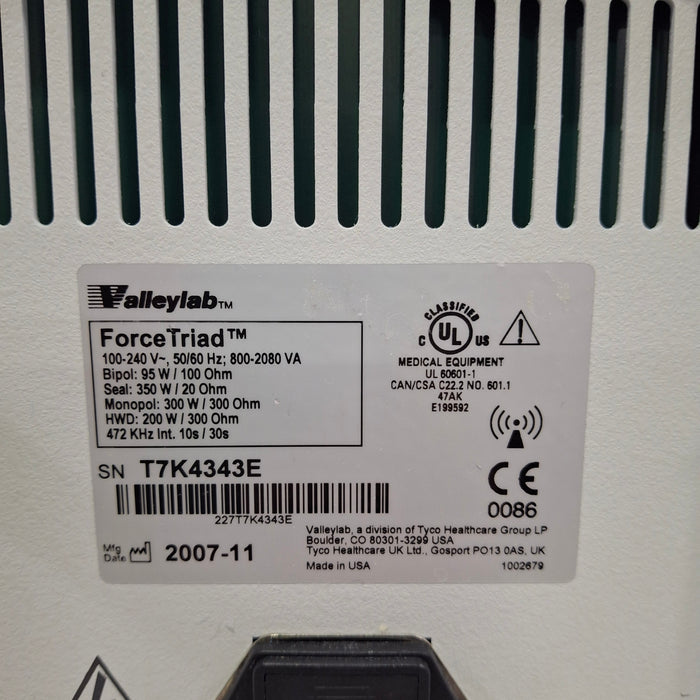 Valleylab™
ForceTriad™
100-240 V~, 50/60 Hz; 800-2080 VA
Bipol: 95 W / 100 Ohm
Seal: 350 W / 20 Ohm
Monopol: 300 W / 300 Ohm
HWD: 200 W / 300 Ohm
472 KHz Int. 10s / 30s
CLASSIFIED
C UL US
MEDICAL EQUIPMENT
UL 60601-1
CAN/CSA C22.2 NO. 601.1
47AK
E199592
SN T7K4343E
227T7K4343E
CE
0086
Mfg Date 2007-11
Valleylab, a division of Tyco Healthcare Group LP
Boulder, CO 80301-3299 USA
Tyco Healthcare UK Ltd., Gosport PO13 0AS, UK
Made in USA 1002679